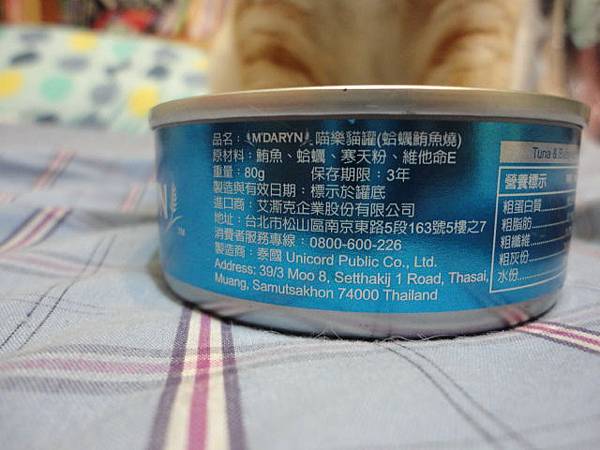 品名：M'DARYN 喵樂貓罐(蛤蠣鮪魚燒)
原材料：鮪魚、蛤蠣、寒天粉、維他命E
重量：80g 保存期限：3年
製造與有效日期：標示於罐底
進口商：艾澌克企業股份有限公司
地址：台北市松山區南京東路5段163號5樓之7
消費者服務專線：0800-600-226
製造商：泰國 Unicord Public Co., Ltd.
Address: 39/3 Moo 8, Setthakij 1 Road, Thasai,
Muang, Samutsakhon 74000 Thailand
Tuna &
營養標示
粗蛋白質
粗脂肪
粗纖維
粗灰份
水份
N